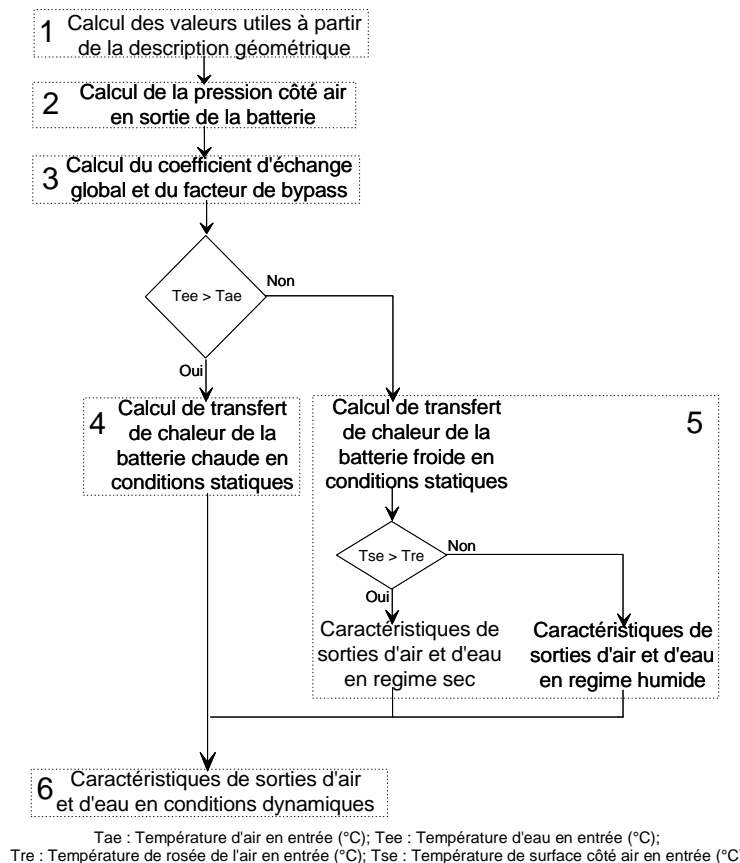 1 Calcul des valeurs utiles à partir
de la description géométrique
2 Calcul de la pression côté air
en sortie de la batterie
3 Calcul du coefficient d'échange
global et du facteur de bypass
Tee > Tae
Non
Oui
4 Calcul de transfert
de chaleur de la
batterie chaude en
conditions statiques
5
Calcul de transfert
de chaleur de la
batterie froide en
conditions statiques
Tse > Tre
Non
Oui
Caractéristiques de
sorties d'air et d'eau
en regime sec
Caractéristiques de
sorties d'air et d'eau
en regime humide
6 Caractéristiques de sorties d'air
et d'eau en conditions dynamiques
Tae : Température d'air en entrée (°C); Tee : Température d'eau en entrée (°C);
Tre : Température de rosée de l'air en entrée (°C); Tse : Température de surface côté air en entrée (°C